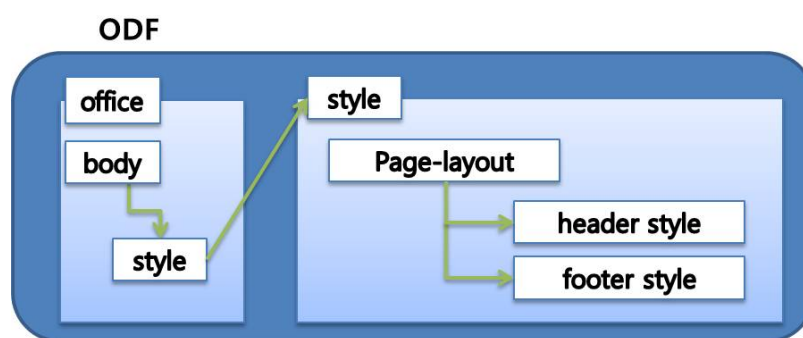 ODF
office
body
style
style
Page-layout
header style
footer style